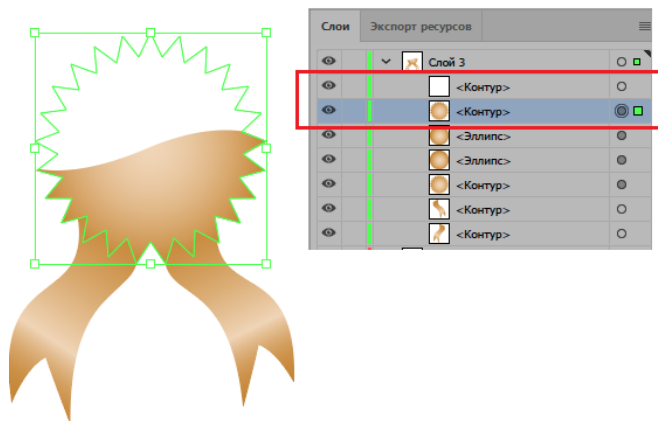 Слои Экспорт ресурсов
Слой 3
<Контур>
<Контур>
<Эллипс>
<Эллипс>
<Контур>
<Контур>
<Контур>